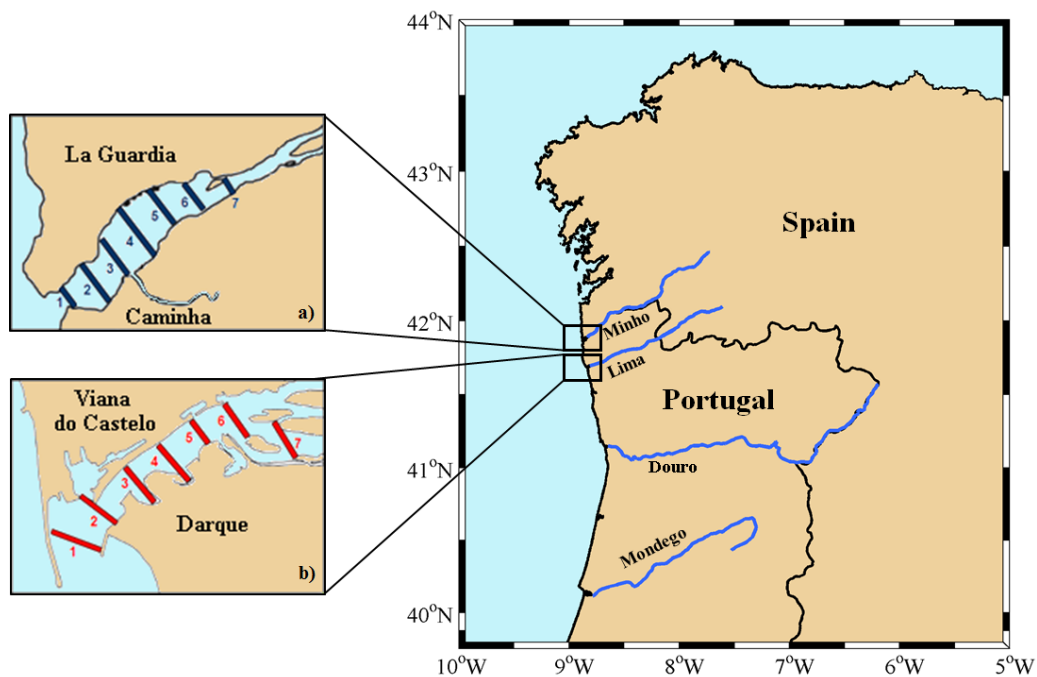 La Guardia
1
2
3
4
5
6
7
Caminha
a)
Viana
do Castelo
1
2
3
4
5
6
7
Darque
b)
44°N
43°N
42°N
41°N
40°N
10°W
9°W
8°W
7°W
6°W
5°W
Spain
Minho
Lima
Portugal
Douro
Mondego